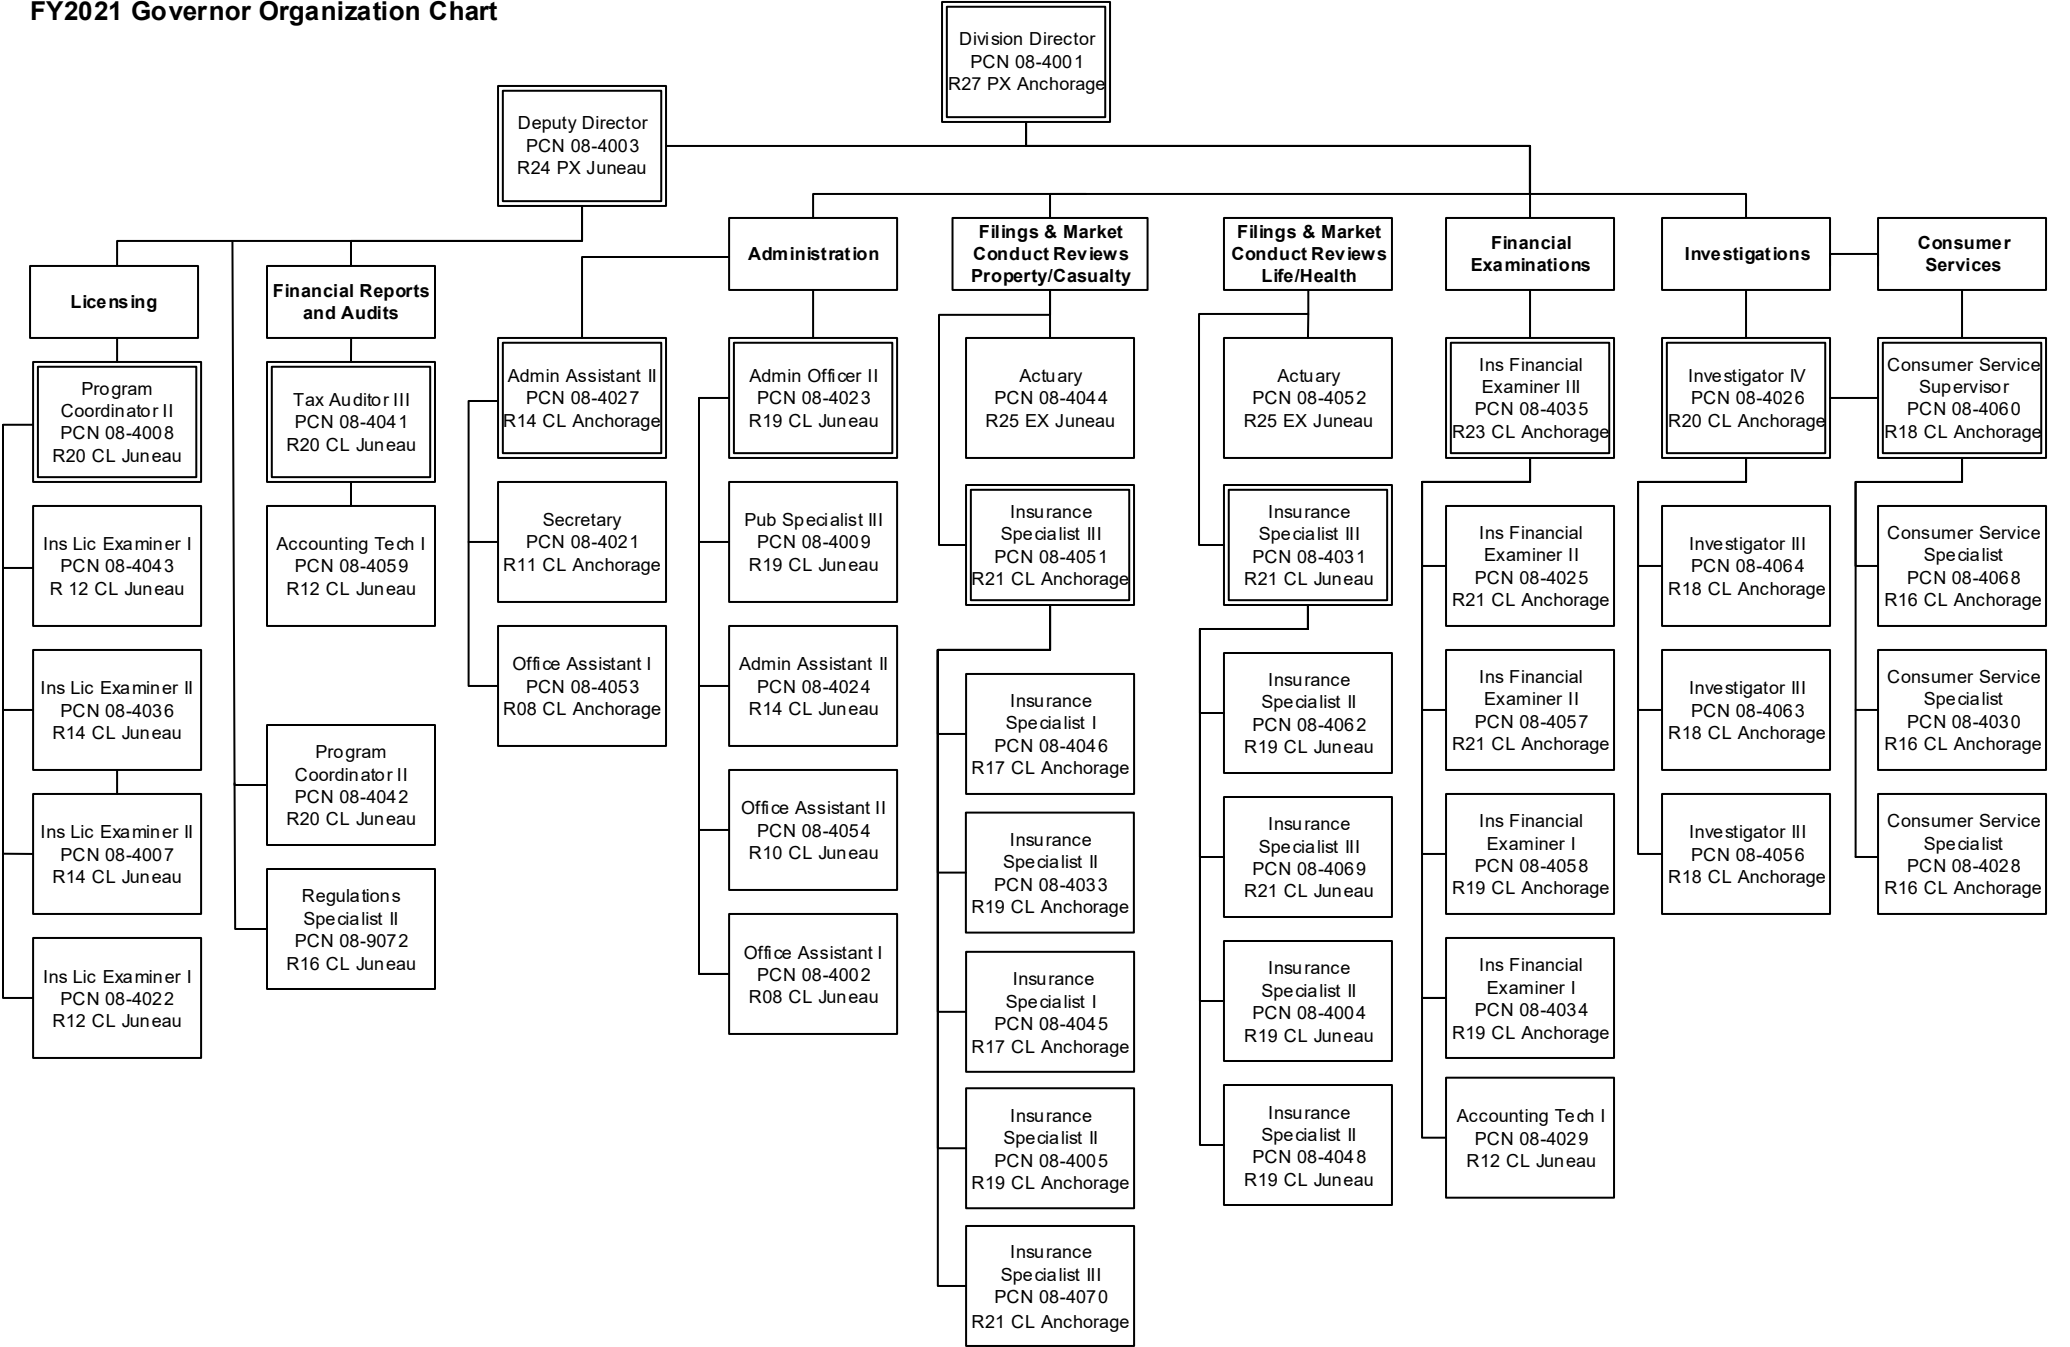 FY2021 Governor Organization Chart
Division Director
PCN 08-4001
R27 PX Anchorage
Deputy Director
PCN 08-4003
R24 PX Juneau
Licensing
Program
Coordinator II
PCN 08-4008
R20 CL Juneau
Ins Lic Examiner I
PCN 08-4043
R 12 CL Juneau
Ins Lic Examiner II
PCN 08-4036
R14 CL Juneau
Ins Lic Examiner II
PCN 08-4007
R14 CL Juneau
Ins Lic Examiner I
PCN 08-4022
R12 CL Juneau
Financial Reports
and Audits
Tax Auditor III
PCN 08-4041
R20 CL Juneau
Accounting Tech I
PCN 08-4059
R12 CL Juneau
Program
Coordinator II
PCN 08-4042
R20 CL Juneau
Regulations
Specialist II
PCN 08-9072
R16 CL Juneau
Administration
Admin Assistant II
PCN 08-4027
R14 CL Anchorage
Secretary
PCN 08-4021
R11 CL Anchorage
Office Assistant I
PCN 08-4053
R08 CL Anchorage
Admin Officer II
PCN 08-4023
R19 CL Juneau
Pub Specialist III
PCN 08-4009
R19 CL Juneau
Admin Assistant II
PCN 08-4024
R14 CL Juneau
Office Assistant II
PCN 08-4054
R10 CL Juneau
Office Assistant I
PCN 08-4002
R08 CL Juneau
Filings & Market
Conduct Reviews
Property/Casualty
Actuary
PCN 08-4044
R25 EX Juneau
Insurance
Specialist III
PCN 08-4051
R21 CL Anchorage
Insurance
Specialist I
PCN 08-4046
R17 CL Anchorage
Insurance
Specialist II
PCN 08-4033
R19 CL Anchorage
Insurance
Specialist I
PCN 08-4045
R17 CL Anchorage
Insurance
Specialist II
PCN 08-4005
R19 CL Anchorage
Insurance
Specialist III
PCN 08-4070
R21 CL Anchorage
Filings & Market
Conduct Reviews
Life/Health
Actuary
PCN 08-4052
R25 EX Juneau
Insurance
Specialist III
PCN 08-4031
R21 CL Juneau
Insurance
Specialist II
PCN 08-4062
R19 CL Juneau
Insurance
Specialist III
PCN 08-4069
R21 CL Juneau
Insurance
Specialist II
PCN 08-4004
R19 CL Juneau
Insurance
Specialist II
PCN 08-4048
R19 CL Juneau
Financial
Examinations
Ins Financial
Examiner III
PCN 08-4035
R23 CL Anchorage
Ins Financial
Examiner II
PCN 08-4025
R21 CL Anchorage
Ins Financial
Examiner II
PCN 08-4057
R21 CL Anchorage
Ins Financial
Examiner I
PCN 08-4058
R19 CL Anchorage
Ins Financial
Examiner I
PCN 08-4034
R19 CL Anchorage
Accounting Tech I
PCN 08-4029
R12 CL Juneau
Investigations
Investigator IV
PCN 08-4026
R20 CL Anchorage
Investigator III
PCN 08-4064
R18 CL Anchorage
Investigator III
PCN 08-4063
R18 CL Anchorage
Investigator III
PCN 08-4056
R18 CL Anchorage
Consumer
Services
Consumer Service
Supervisor
PCN 08-4060
R18 CL Anchorage
Consumer Service
Specialist
PCN 08-4068
R16 CL Anchorage
Consumer Service
Specialist
PCN 08-4030
R16 CL Anchorage
Consumer Service
Specialist
PCN 08-4028
R16 CL Anchorage